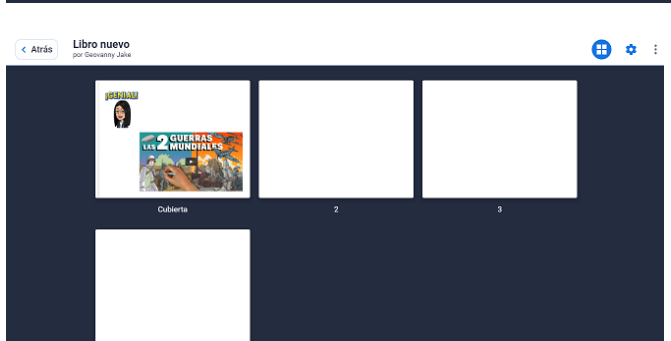 Atrás
Libro nuevo
por Geovanny Jake
¡GENIAL!
LAS 2 GUERRAS
MUNDIALES
Cubierta
2
3